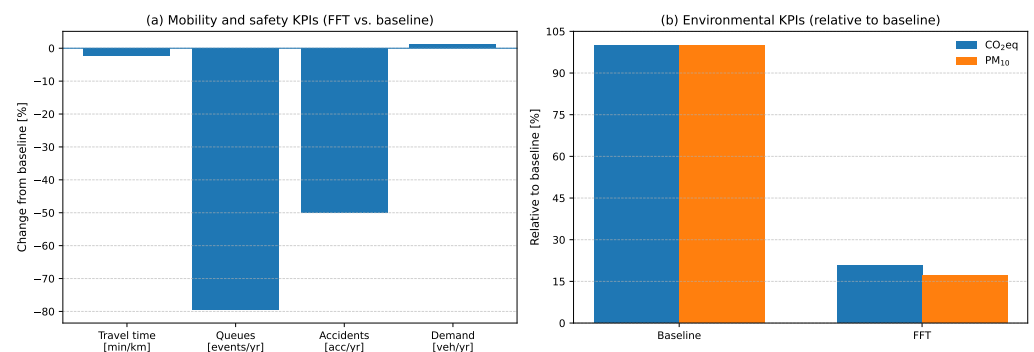 (a) Mobility and safety KPIs (FFT vs. baseline)
Change from baseline [%]
0
−10
−20
−30
−40
−50
−60
−70
−80
Travel time
[min/km]
Queues
[events/yr]
Accidents
[acc/yr]
Demand
[veh/yr]
(b) Environmental KPIs (relative to baseline)
Relative to baseline [%]
105
90
75
60
45
30
15
0
Baseline
FFT
CO₂eq
PM₁₀